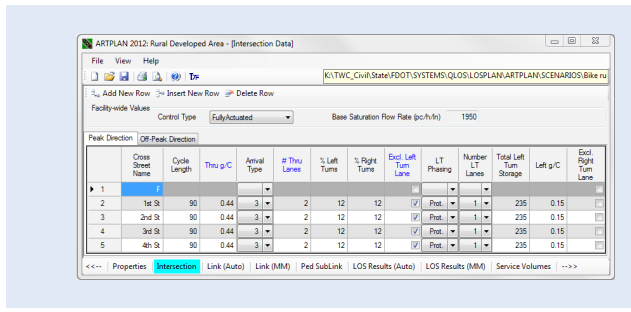 ARTPLAN 2012: Rural Developed Area - [Intersection Data]
File View Help
K:\TWC_Civil\State\FDOT\SYSTEMS\QLOS\LOSPLAN\ARTPLAN\SCENARIOS\Bike ru
Add New Row Insert New Row Delete Row
Facility-wide Values
Control Type FullyActuated Base Saturation Flow Rate (pc/h/ln) 1950
Peak Direction Off-Peak Direction
Cross Street Name Cycle Length Thru g/C Arrival Type # Thru Lanes % Left Turns % Right Turns Excl. Left Turn Lane LT Phasing Number LT Lanes Total Left Turn Storage Left g/C Excl. Right Turn Lane
1 F
2 1st St 90 0.44 3 2 12 12 Prot. 1 235 0.15
3 2nd St 90 0.44 3 2 12 12 Prot. 1 235 0.15
4 3rd St 90 0.44 3 2 12 12 Prot. 1 235 0.15
5 4th St 90 0.44 3 2 12 12 Prot. 1 235 0.15
<<-- Properties Intersection Link (Auto) Link (MM) Ped SubLink LOS Results (Auto) LOS Results (MM) Service Volumes -->>